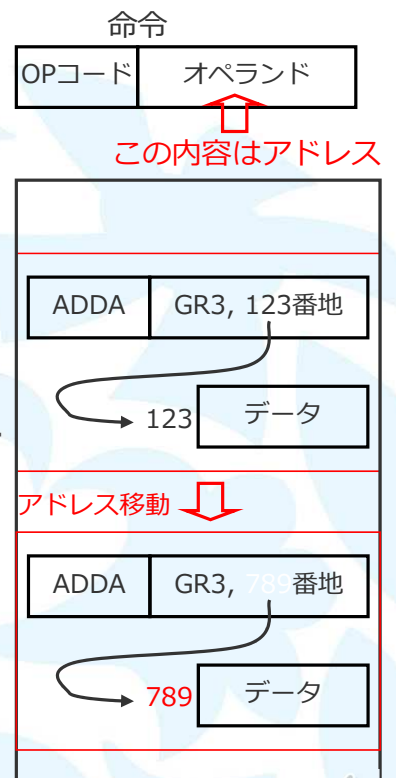 命令
OPコード オペランド
この内容はアドレス
ADDA GR3, 123番地
123 データ
アドレス移動
ADDA GR3, 789番地
789 データ